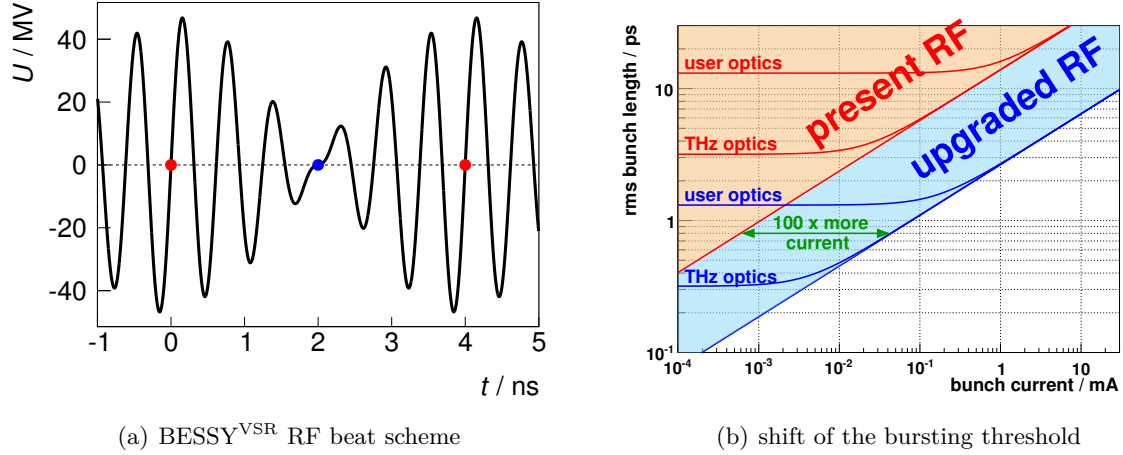 U / MV
40
20
0
-20
-40
-1 0 1 2 3 4 5
t / ns
(a) BESSY^VSR RF beat scheme
rms bunch length / ps
10
1
10^-1
user optics
THz optics
present RF
upgraded RF
user optics
100 x more
current
THz optics
10^-4 10^-3 10^-2 10^-1 1 10
bunch current / mA
(b) shift of the bursting threshold